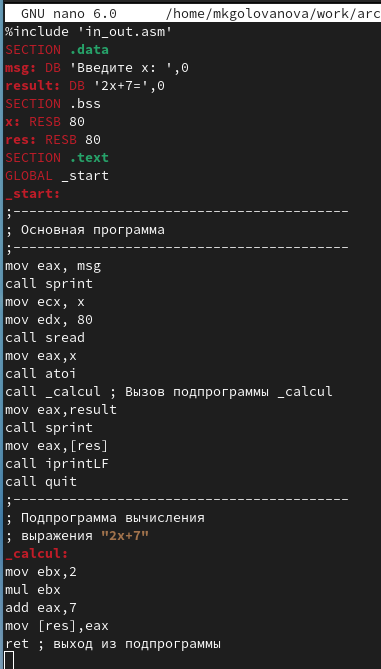 GNU nano 6.0 /home/mkgolovanova/work/arc
%include 'in_out.asm'
SECTION .data
msg: DB 'Введите x: ',0
result: DB '2x+7=',0
SECTION .bss
x: RESB 80
res: RESB 80
SECTION .text
GLOBAL _start
_start:
;------------------------------------------
; Основная программа
;------------------------------------------
mov eax, msg
call sprint
mov ecx, x
mov edx, 80
call sread
mov eax,x
call atoi
call _calcul ; Вызов подпрограммы _calcul
mov eax,result
call sprint
mov eax,[res]
call iprintLF
call quit
;------------------------------------------
; Подпрограмма вычисления
; выражения "2x+7"
_calcul:
mov ebx,2
mul ebx
add eax,7
mov [res],eax
ret ; выход из подпрограммы